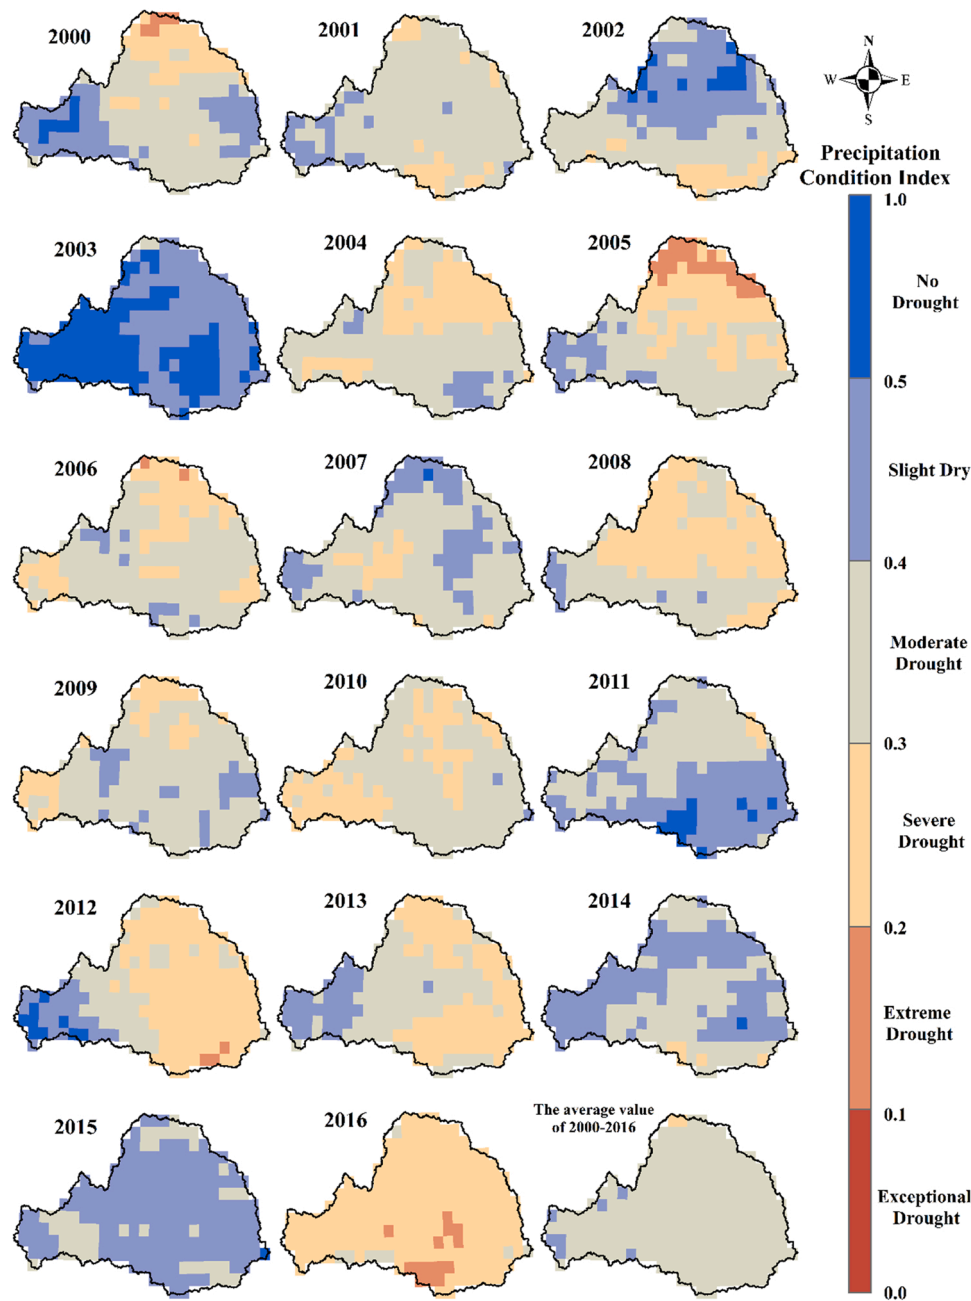 2000
2001
2002
N
W
E
S
Precipitation
Condition Index
1.0
No
Drought
0.5
Slight Dry
0.4
Moderate
Drought
0.3
Severe
Drought
0.2
Extreme
Drought
0.1
Exceptional
Drought
0.0
2003
2004
2005
2006
2007
2008
2009
2010
2011
2012
2013
2014
2015
2016
The average value
of 2000-2016